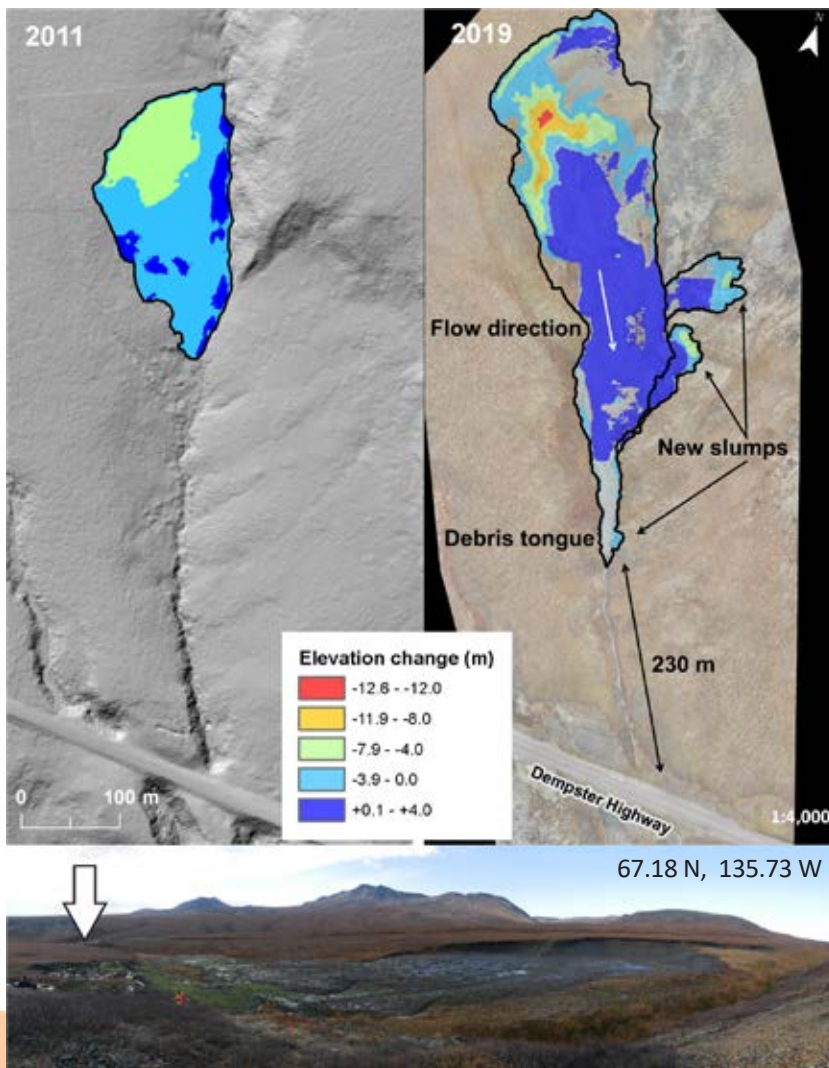 2011
2019
N
Flow direction
New slumps
Debris tongue
230 m
Elevation change (m)
-12.6 - -12.0
-11.9 - -8.0
-7.9 - -4.0
-3.9 - 0.0
+0.1 - +4.0
0 100 m
Dempster Highway
1:4,000
67.18 N, 135.73 W